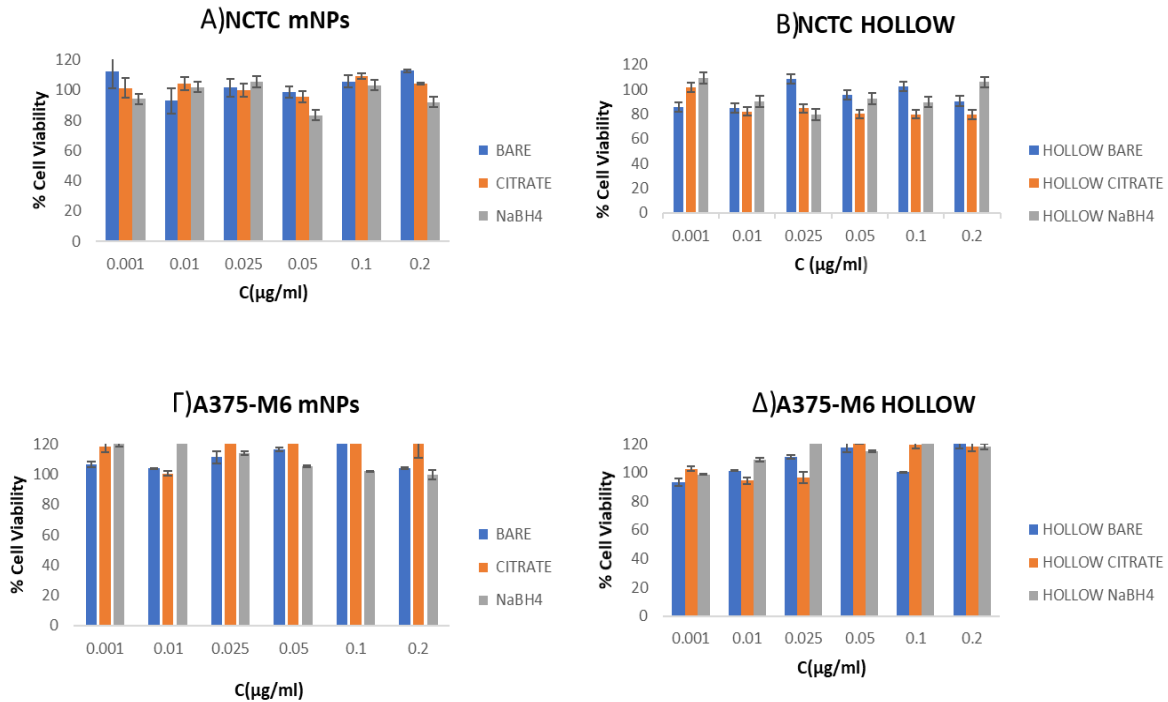 Α)NCTC mNPs
% Cell Viability
120
100
80
60
40
20
0
0.001 0.01 0.025 0.05 0.1 0.2
C(μg/ml)
BARE
CITRATE
NaBH4
Β)NCTC HOLLOW
% Cell Viability
120
100
80
60
40
20
0
0.001 0.01 0.025 0.05 0.1 0.2
C (μg/ml)
HOLLOW BARE
HOLLOW CITRATE
HOLLOW NaBH4
Γ)A375-M6 mNPs
% Cell Viability
120
100
80
60
40
20
0
0.001 0.01 0.025 0.05 0.1 0.2
C(μg/ml)
BARE
CITRATE
NaBH4
Δ)A375-M6 HOLLOW
% Cell Viability
120
100
80
60
40
20
0
0.001 0.01 0.025 0.05 0.1 0.2
C(μg/ml)
HOLLOW BARE
HOLLOW CITRATE
HOLLOW NaBH4